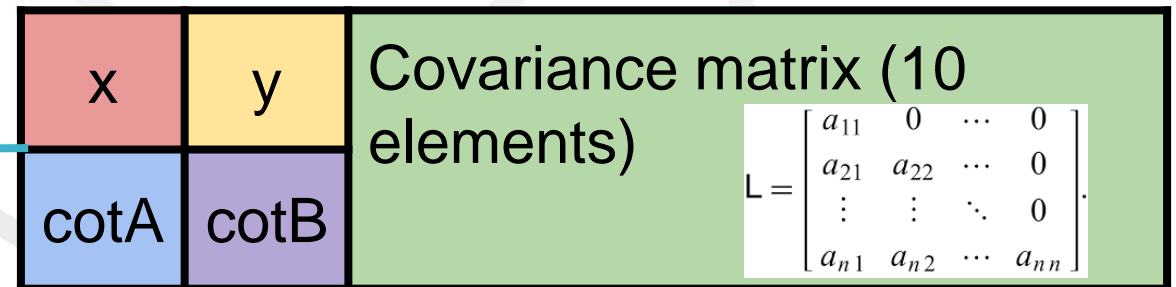 x y Covariance matrix (10
elements)
cotA cotB
L = [ a₁₁ 0 ⋯ 0
a₂₁ a₂₂ ⋯ 0
⋮ ⋮ ⋱ 0
aₙ₁ aₙ₂ ⋯ aₙₙ ].